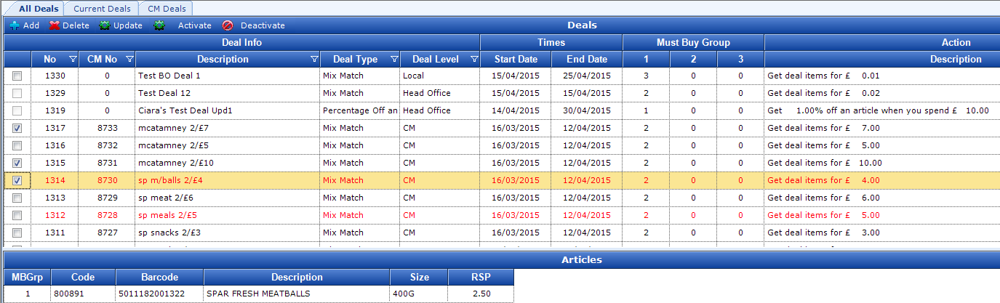 All Deals Current Deals CM Deals
Add Delete Update Activate Deactivate Deals
Deal Info Times Must Buy Group Action
No CM No Description Deal Type Deal Level Start Date End Date 1 2 3 Description
1330 0 Test BO Deal 1 Mix Match Local 15/04/2015 25/04/2015 3 0 0 Get deal items for £ 0.01
1329 0 Test Deal 12 Mix Match Head Office 15/04/2015 15/04/2015 2 0 0 Get deal items for £ 0.02
1319 0 Ciara's Test Deal Upd1 Percentage Off an Head Office 14/04/2015 30/04/2015 1 0 0 Get 1.00% off an article when you spend £ 10.00
1317 8733 mcatamney 2/£7 Mix Match CM 16/03/2015 12/04/2015 2 0 0 Get deal items for £ 7.00
1316 8732 mcatamney 2/£5 Mix Match CM 16/03/2015 12/04/2015 2 0 0 Get deal items for £ 5.00
1315 8731 mcatamney 2/£10 Mix Match CM 16/03/2015 12/04/2015 2 0 0 Get deal items for £ 10.00
1314 8730 sp m/balls 2/£4 Mix Match CM 16/03/2015 12/04/2015 2 0 0 Get deal items for £ 4.00
1313 8729 sp meat 2/£6 Mix Match CM 16/03/2015 12/04/2015 2 0 0 Get deal items for £ 6.00
1312 8728 sp meals 2/£5 Mix Match CM 16/03/2015 12/04/2015 2 0 0 Get deal items for £ 5.00
1311 8727 sp snacks 2/£3 Mix Match CM 16/03/2015 12/04/2015 2 0 0 Get deal items for £ 3.00
Articles
MBGrp Code Barcode Description Size RSP
1 800891 5011182001322 SPAR FRESH MEATBALLS 400G 2.50